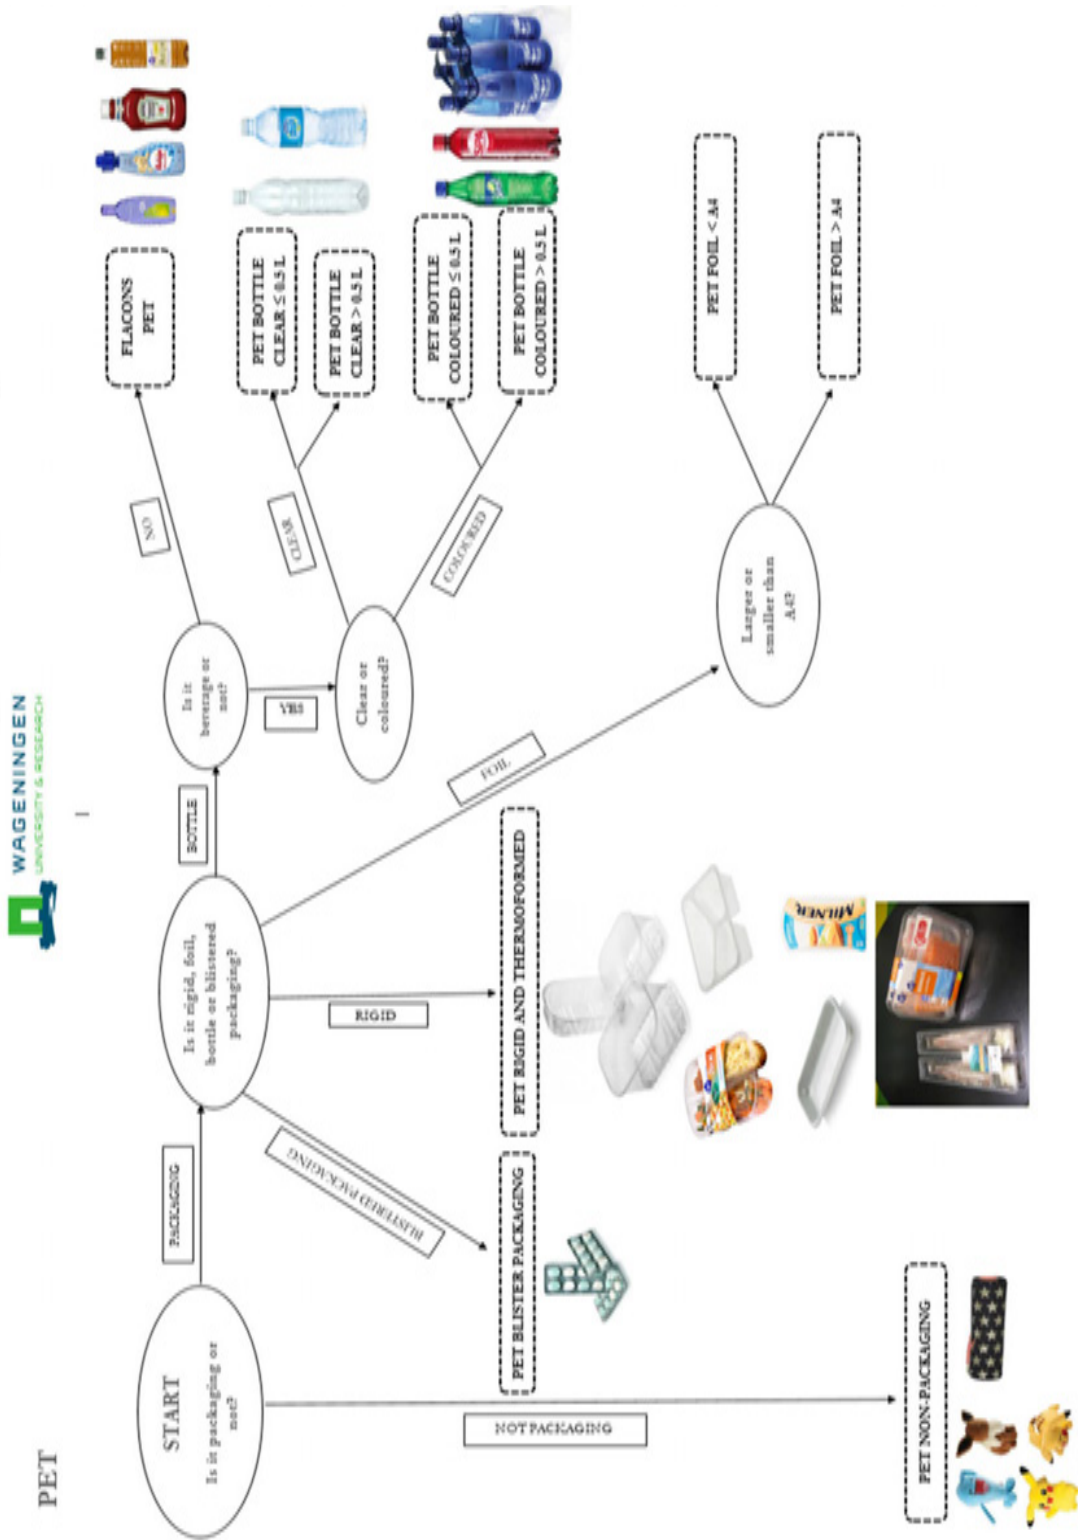 PET
WAGENINGEN
UNIVERSITY & RESEARCH
START
Is it packaging or
not?
PACKAGING
NOT PACKAGING
Is it rigid, foil,
bottle or blistered
packaging?
BOTTLE
BLISTERED PACKAGING
RIGID
FOIL
Is it
beverage or
not?
NO
YES
Clear or
coloured?
CLEAR
COLOURED
FLACONS
PET
PET BOTTLE
CLEAR ≤ 0.5 L
PET BOTTLE
CLEAR > 0.5 L
PET BOTTLE
COLOURED ≤ 0.5 L
PET BOTTLE
COLOURED > 0.5 L
Larger or
smaller than
A4?
PET FOIL < A4
PET FOIL > A4
PET RIGID AND THERMOFORMED
PET BLISTER PACKAGING
PET NON-PACKAGING
MILNER